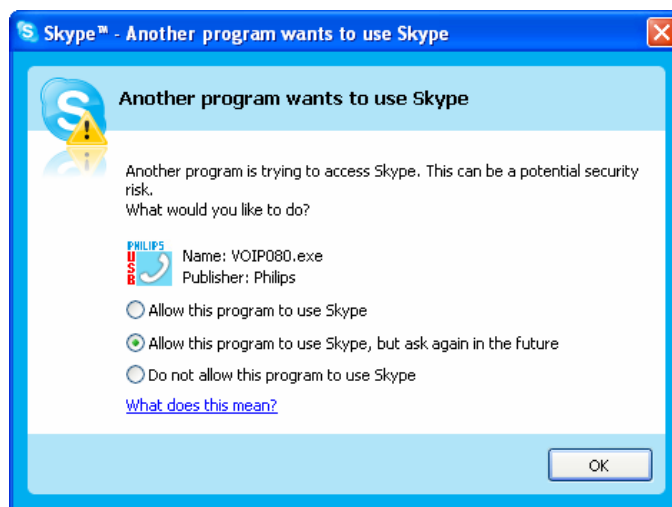 Skype™ - Another program wants to use Skype
Another program wants to use Skype
Another program is trying to access Skype. This can be a potential security
risk.
What would you like to do?
PHILIPS
USB
Name: VOIP080.exe
Publisher: Philips
Allow this program to use Skype
Allow this program to use Skype, but ask again in the future
Do not allow this program to use Skype
What does this mean?
OK